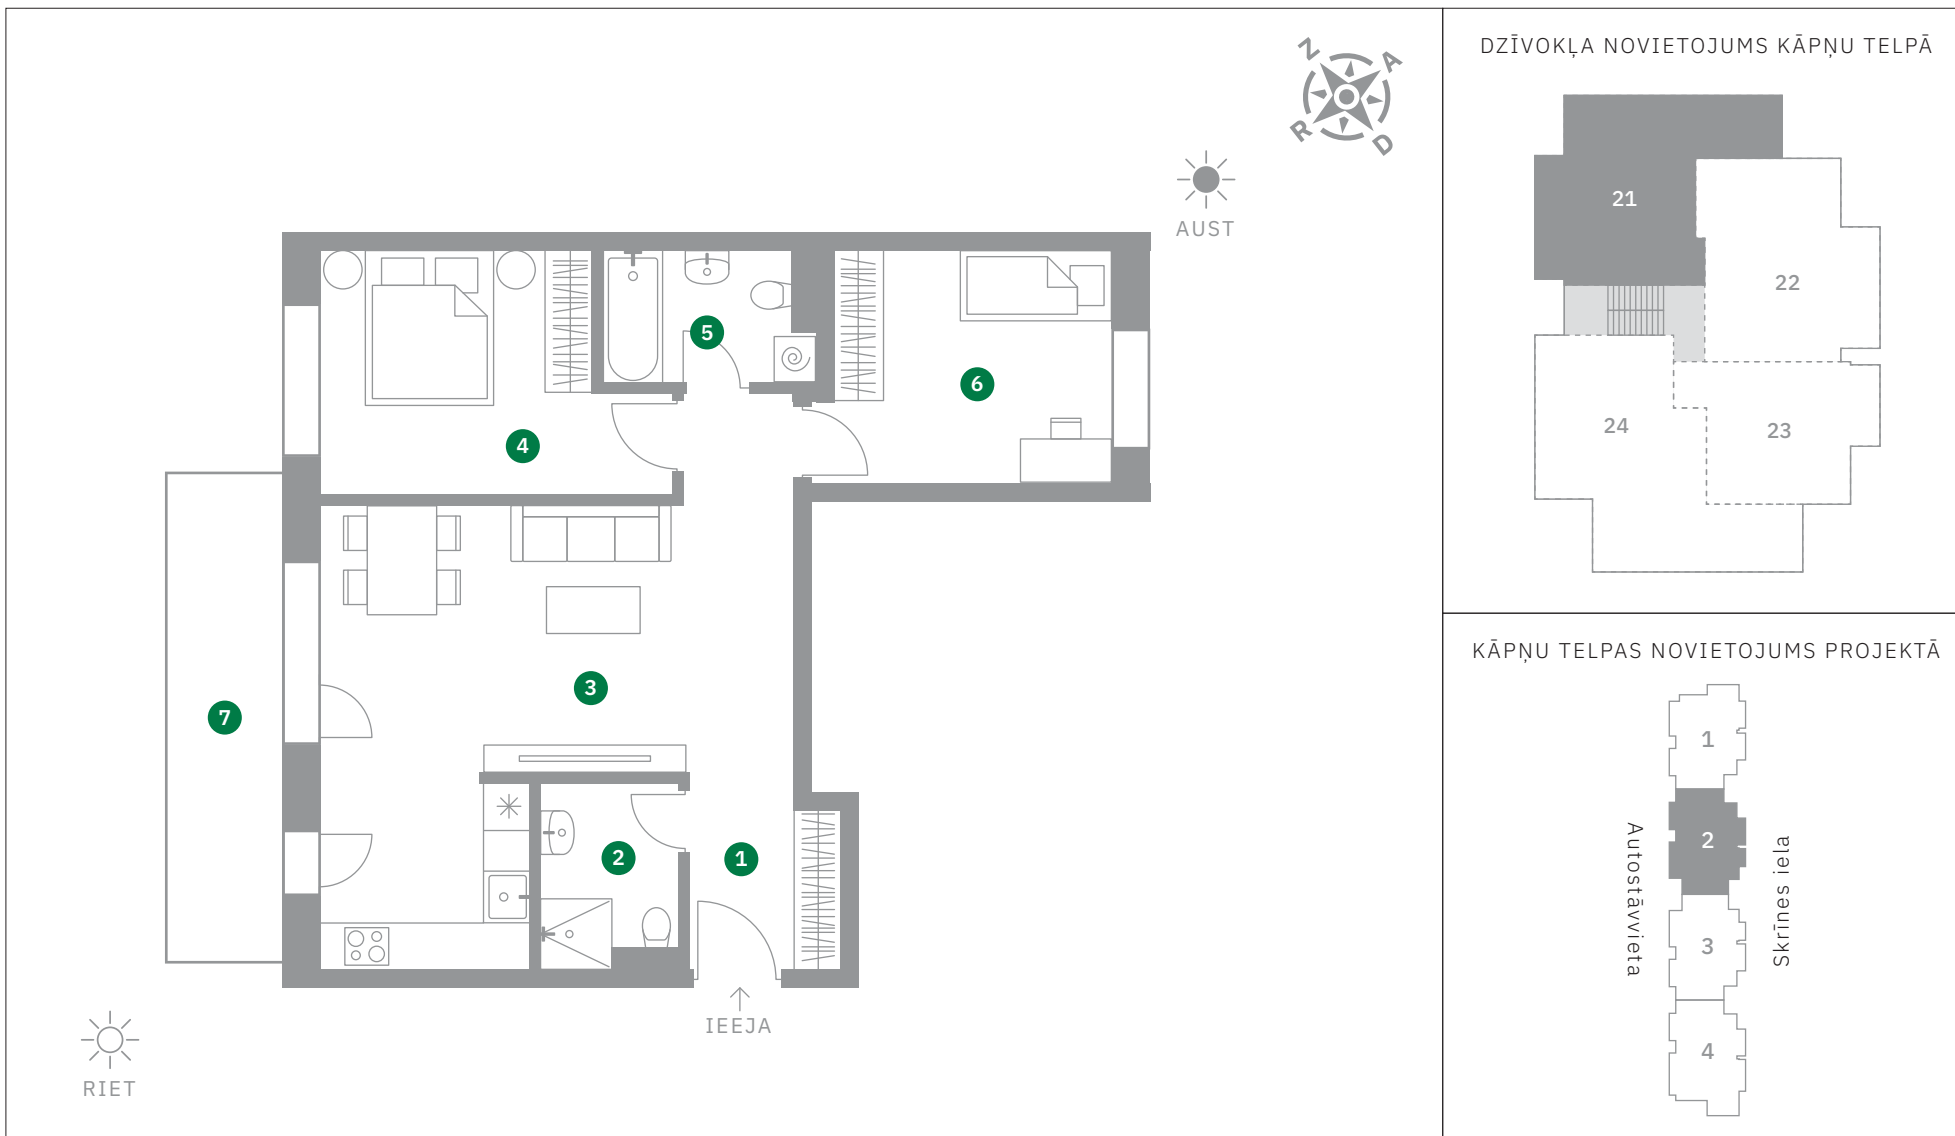 Z
A
R
D
AUST
5
6
4
3
7
2
1
IEEJA
RIET
DZĪVOKĻA NOVIETOJUMS KĀPŅU TELPĀ
21
22
24
23
KĀPŅU TELPAS NOVIETOJUMS PROJEKTĀ
1
2
3
4
Autostāvvieta
Skrīnes iela